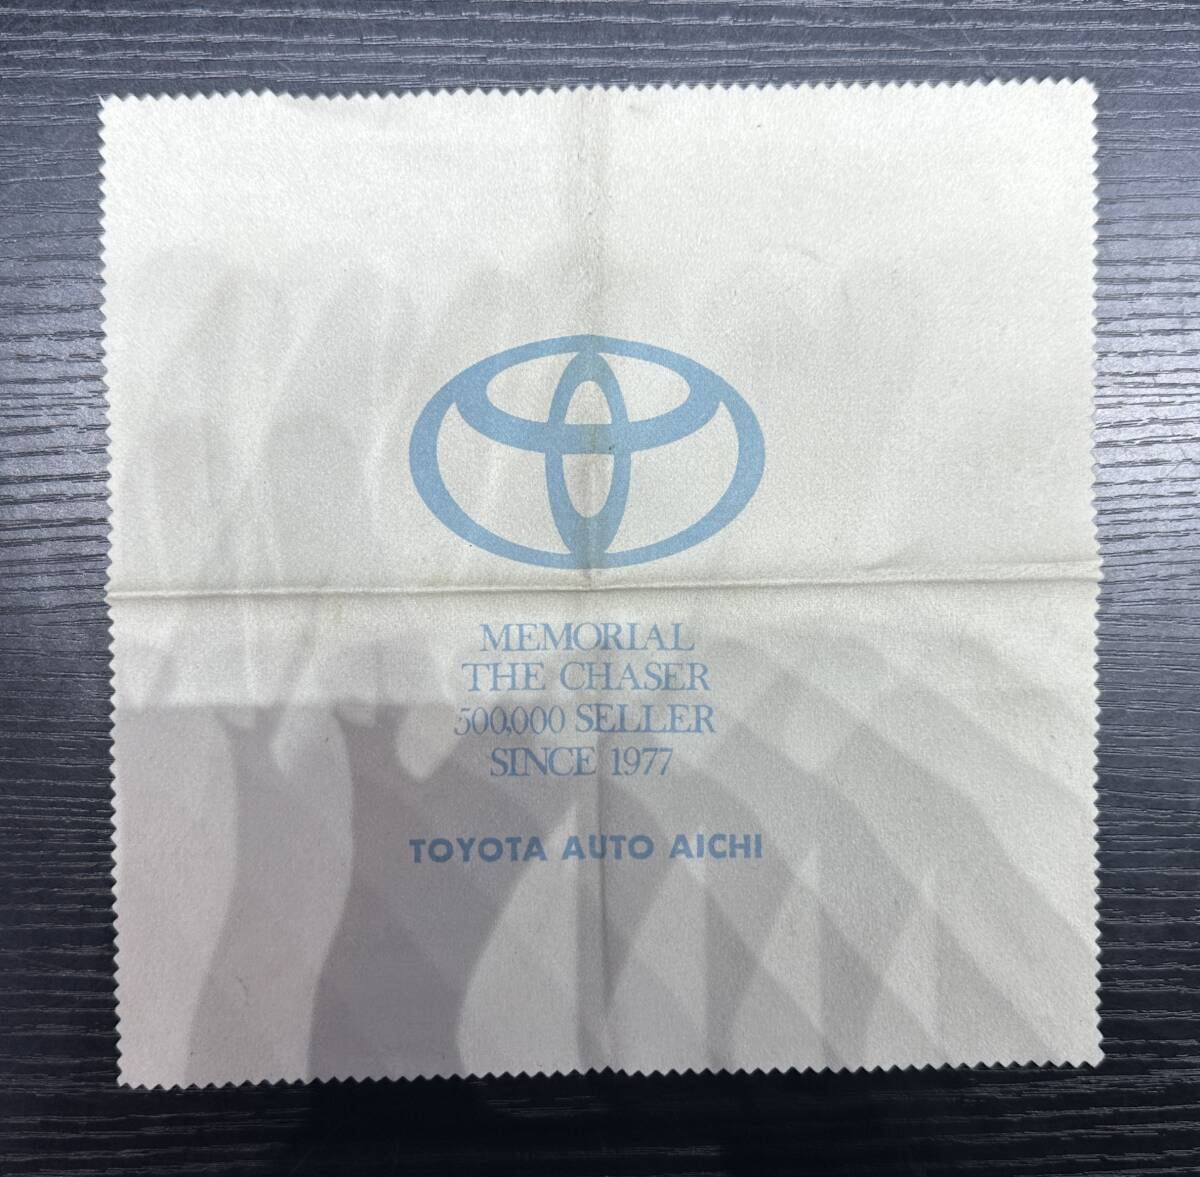 MEMORIAL
THE CHASER
500,000 SELLER
SINCE 1977
TOYOTA AUTO AICHI